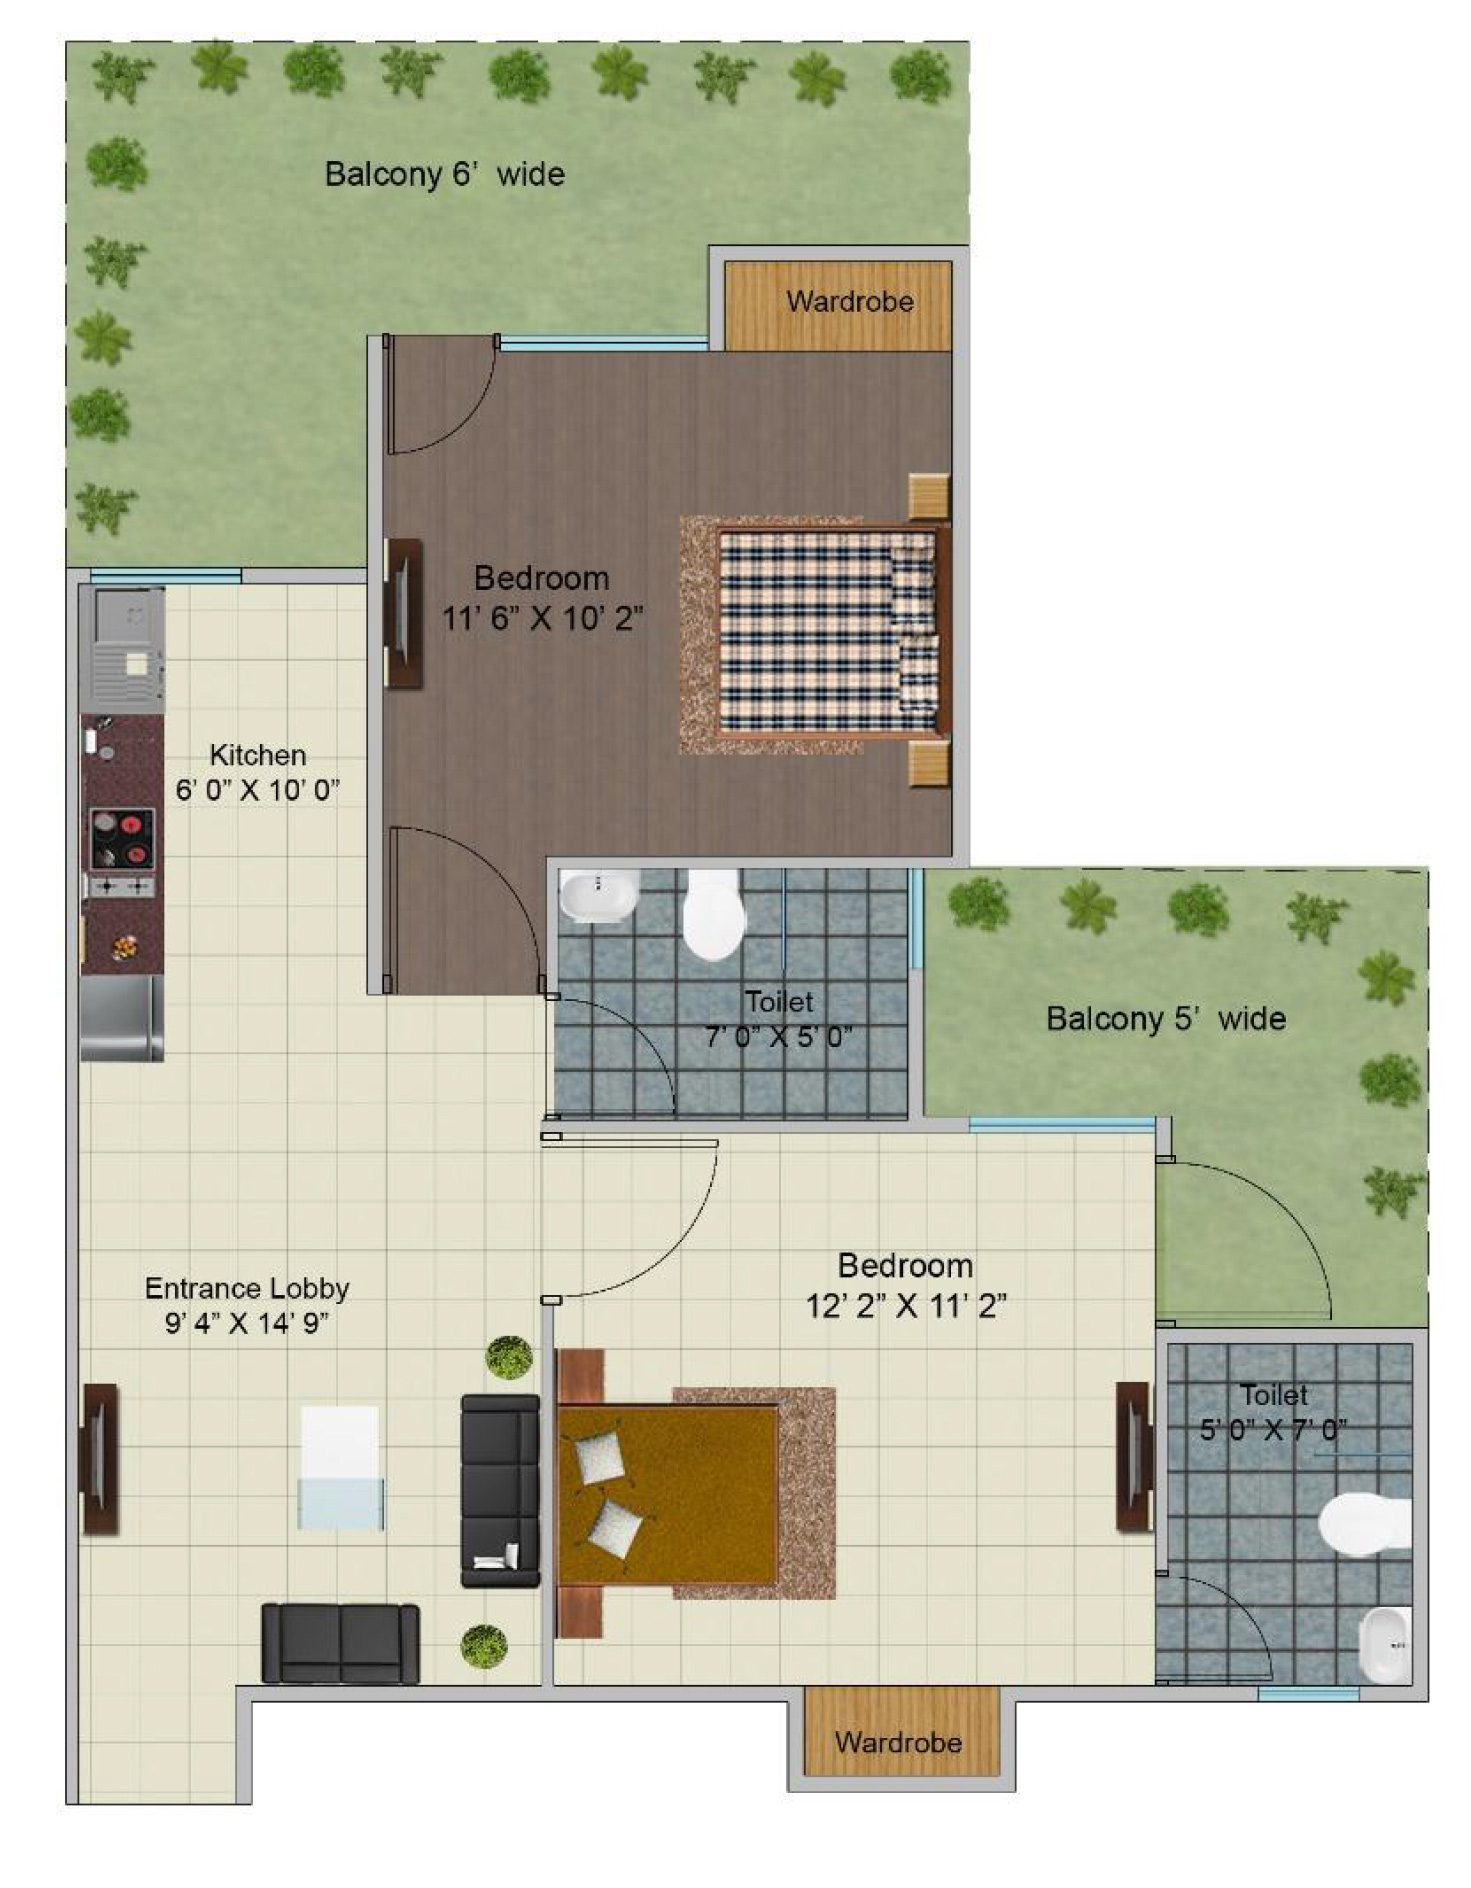 Balcony 6’ wide
Wardrobe
Bedroom
11’ 6” X 10’ 2”
Kitchen
6’ 0” X 10’ 0”
Toilet
7’ 0” X 5’ 0”
Balcony 5’ wide
Bedroom
12’ 2” X 11’ 2”
Entrance Lobby
9’ 4” X 14’ 9”
Toilet
5’ 0” X 7’ 0”
Wardrobe